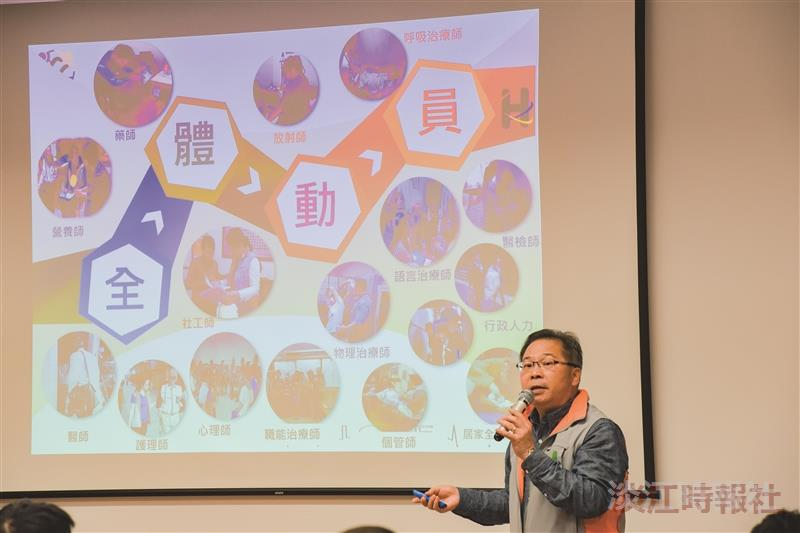 呼吸治療師
藥師
放射師
全體動員
H
營養師
醫檢師
語言治療師
社工師
行政人力
物理治療師
醫師
護理師
心理師
職能治療師
個管師
居家全
淡江時報社